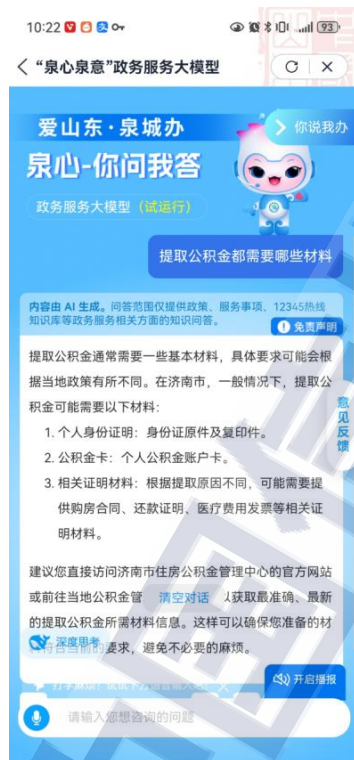 10:22
93
“泉心泉意”政务服务大模型
爱山东·泉城办
你说我办
泉心-你问我答
政务服务大模型（试运行）
提取公积金都需要哪些材料
内容由 AI 生成。问答范围仅提供政策、服务事项、12345热线
知识库等政务服务相关方面的知识问答。
免责声明
提取公积金通常需要一些基本材料，具体要求可能会根
据当地政策有所不同。在济南市，一般情况下，提取公
积金可能需要以下材料：
1. 个人身份证明：身份证原件及复印件。
2. 公积金卡：个人公积金账户卡。
3. 相关证明材料：根据提取原因不同，可能需要提
供购房合同、还款证明、医疗费用发票等相关证
明材料。
意见反馈
建议您直接访问济南市住房公积金管理中心的官方网站
或前往当地公积金管
清空对话
以获取最准确、最新
的提取公积金所需材料信息。这样可以确保您准备的材
深度思考
要求，避免不必要的麻烦。
开启播报
请输入您想咨询的问题